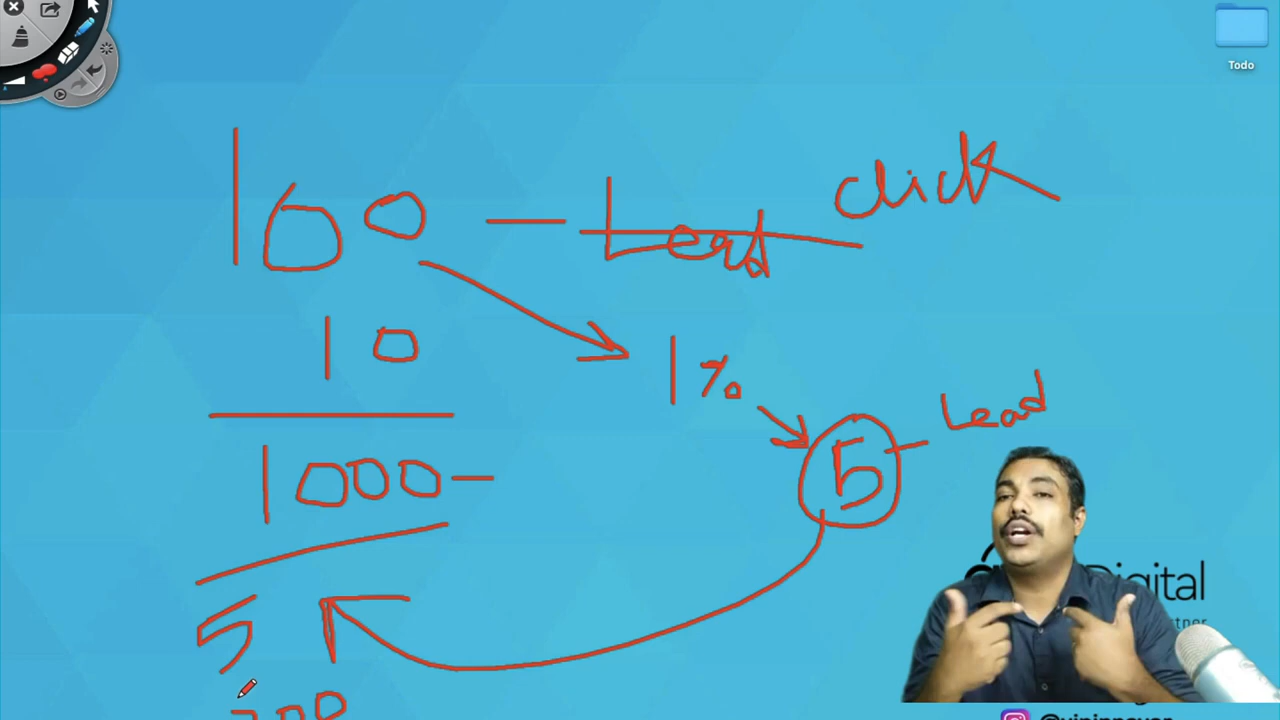 Todo
100 — Lead click
10
1000 —
1%
5 — Lead
5
Digital